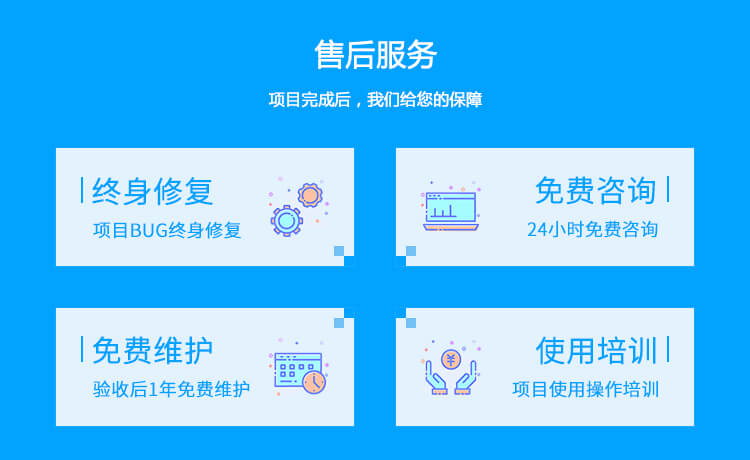 售后服务
项目完成后，我们给您的保障
终身修复
项目BUG终身修复
免费咨询
24小时免费咨询
免费维护
验收后1年免费维护
¥
使用培训
项目使用操作培训